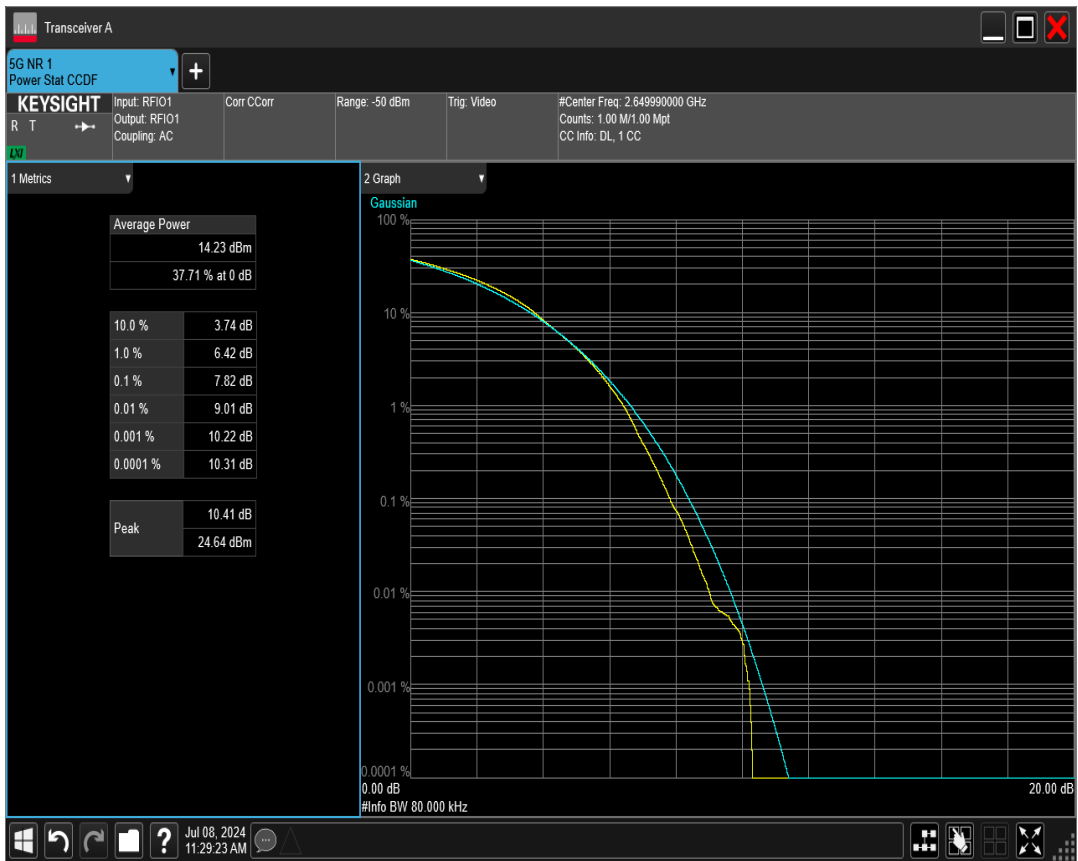 Transceiver A
5G NR 1
Power Stat CCDF
KEYSIGHT
R T
LXI
Input: RFIO1
Output: RFIO1
Coupling: AC
Corr CCorr
Range: -50 dBm
Trig: Video
#Center Freq: 2.649990000 GHz
Counts: 1.00 M/1.00 Mpt
CC Info: DL, 1 CC
1 Metrics
Average Power
14.23 dBm
37.71 % at 0 dB
10.0 % 3.74 dB
1.0 % 6.42 dB
0.1 % 7.82 dB
0.01 % 9.01 dB
0.001 % 10.22 dB
0.0001 % 10.31 dB
Peak
10.41 dB
24.64 dBm
2 Graph
Gaussian
100 %
10 %
1 %
0.1 %
0.01 %
0.001 %
0.0001 %
0.00 dB 20.00 dB
#Info BW 80.000 kHz
?
Jul 08, 2024
11:29:23 AM